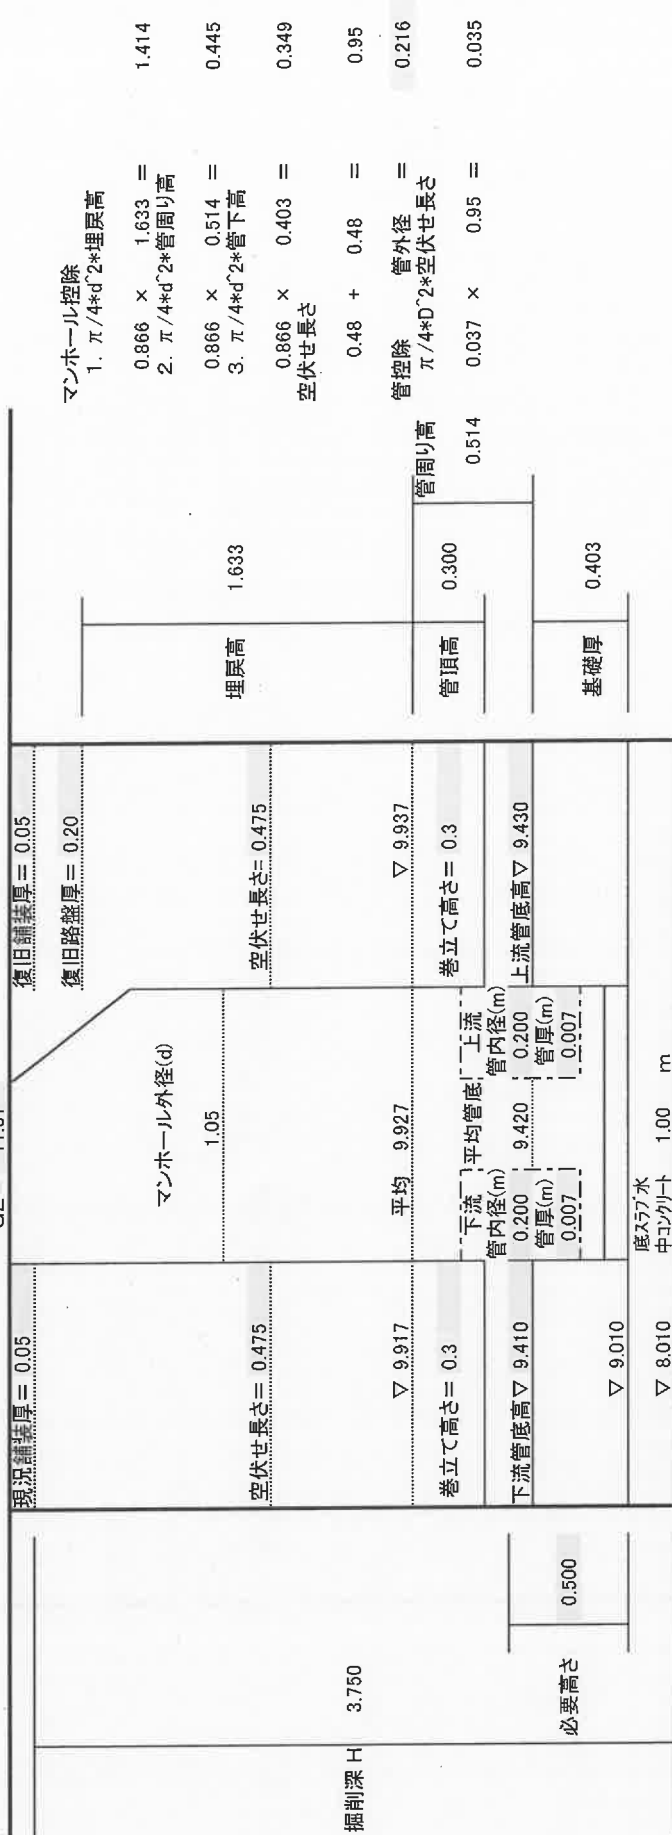 現況舗装厚= 0.05
復旧舗装厚= 0.05
復旧路盤厚= 0.20
マンホール外径(d)
1.05
空伏せ長さ= 0.475
空伏せ長さ= 0.475
掘削深 H 3.750
▽ 9.917
平均 9.927
▽ 9.937
巻立て高さ= 0.3
巻立て高さ= 0.3
下流
平均管底
上流
管内径(m)
管内径(m)
下流管底高▽ 9.410
0.200
9.420
0.200
上流管底高▽ 9.430
管厚(m)
管厚(m)
0.007
0.007
必要高さ
0.500
▽ 9.010
▽ 8.010
底スラブ水
中コンクリート 1.00 m
埋戻高
1.633
管頂高
0.300
管周り高
0.514
基礎厚
0.403
マンホール控除
1. π/4*d^2*埋戻高
0.866 × 1.633 = 1.414
2. π/4*d^2*管周り高
0.866 × 0.514 = 0.445
3. π/4*d^2*管下高
0.866 × 0.403 = 0.349
空伏せ長さ
0.48 + 0.48 = 0.95
管控除 管外径 = 0.216
π/4*D^2*空伏せ長さ
0.037 × 0.95 = 0.035